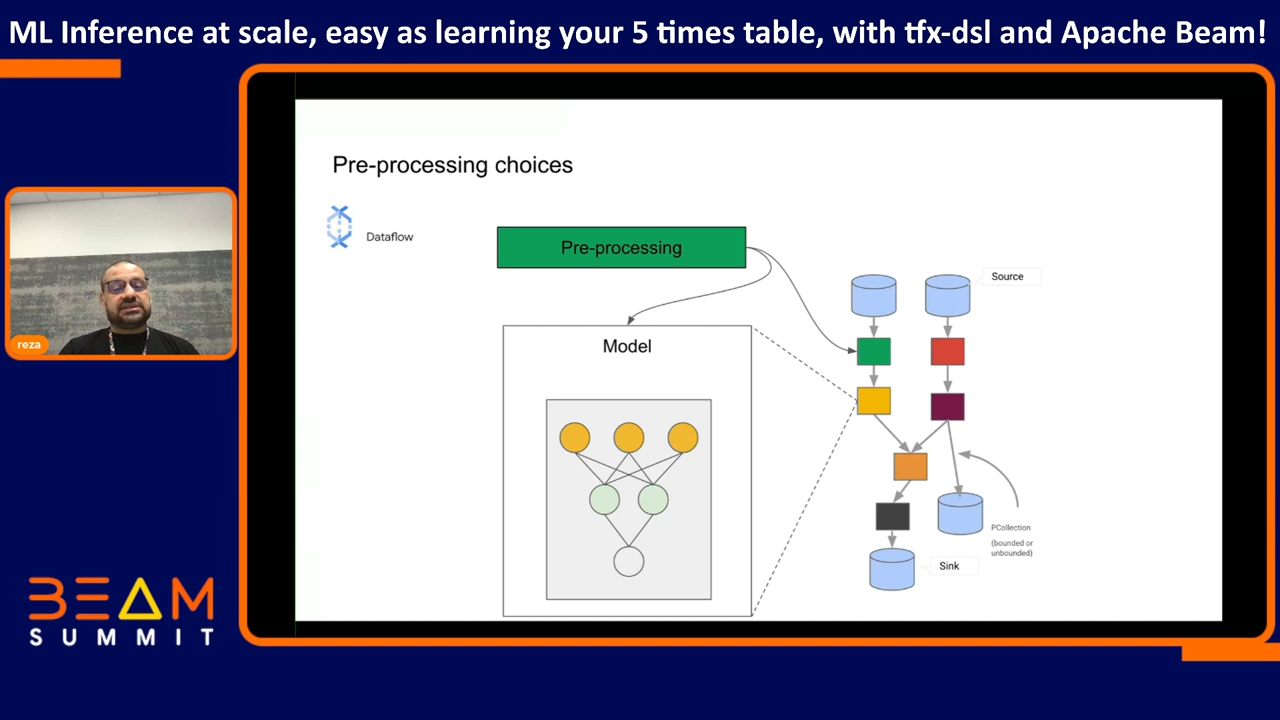 ML Inference at scale, easy as learning your 5 times table, with tfx-dsl and Apache Beam!
Pre-processing choices
Dataflow
Pre-processing
Source
Model
PCollection
(bounded or
unbounded)
Sink
reza
BEAM
SUMMIT